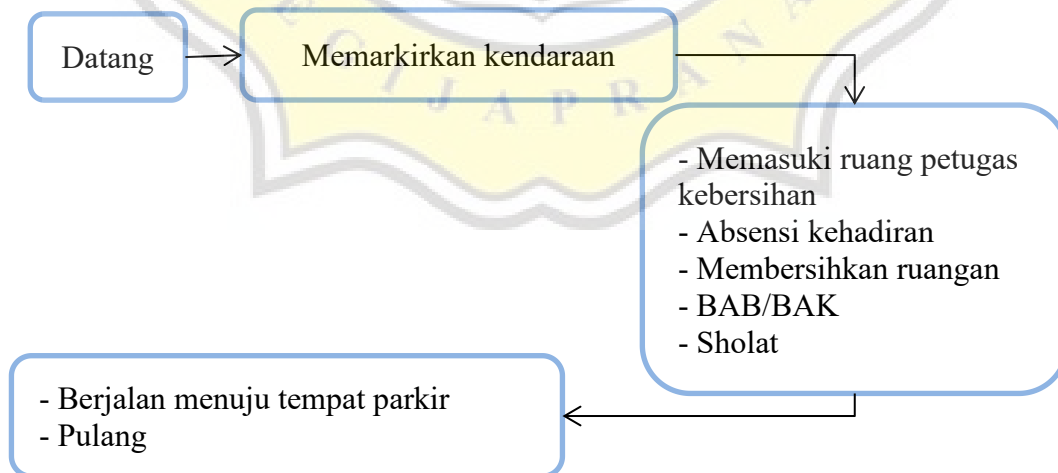 Datang
Memarkirkan kendaraan
- Memasuki ruang petugas
kebersihan
- Absensi kehadiran
- Membersihkan ruangan
- BAB/BAK
- Sholat
- Berjalan menuju tempat parkir
- Pulang